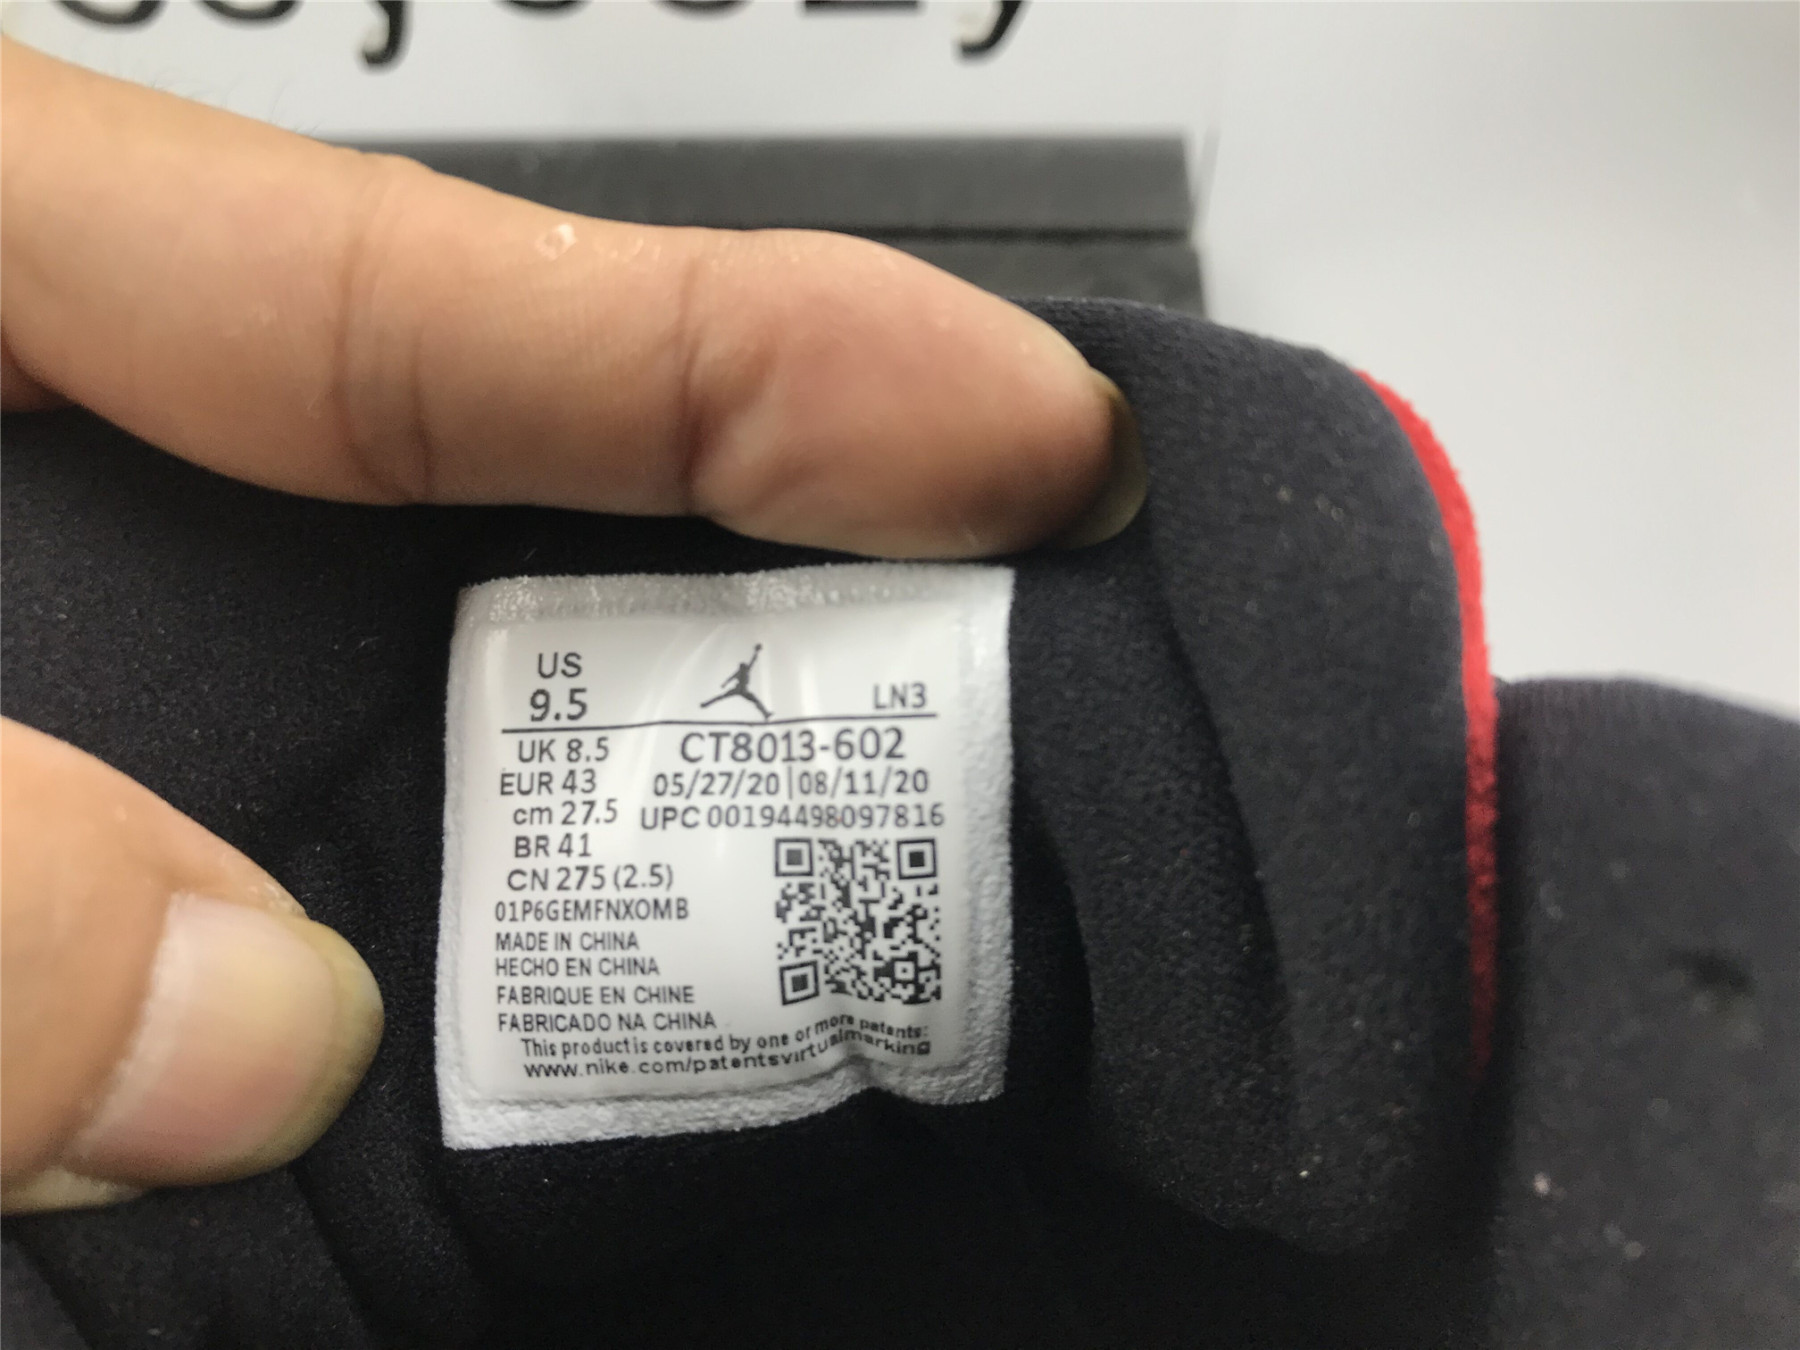 US
9.5
LN3
UK 8.5
CT8013-602
EUR 43
05/27/20|08/11/20
cm 27.5
UPC 00194498097816
BR 41
CN 275 (2.5)
01P6GEMFNXOMB
MADE IN CHINA
HECHO EN CHINA
FABRIQUE EN CHINE
FABRICADO NA CHINA
This product is covered by one or more patents:
www.nike.com/patentsvirtualmarking